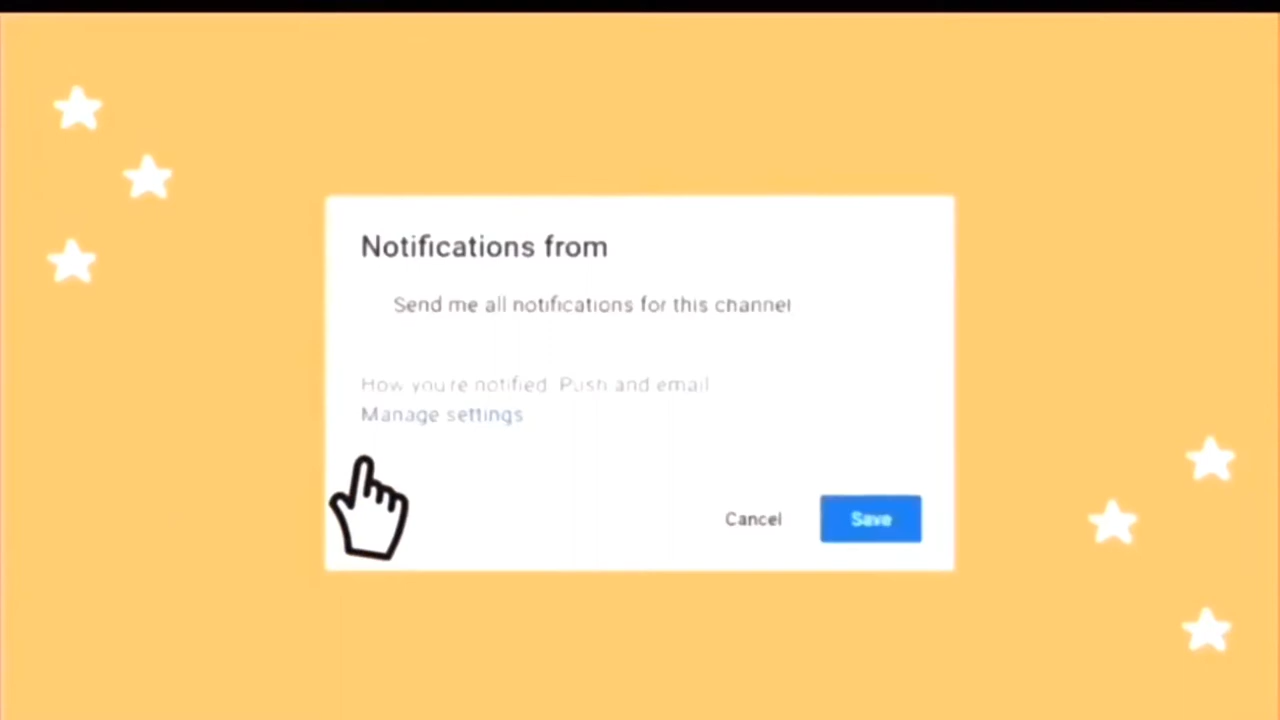 Notifications from
Send me all notifications for this channel
How you're notified: Push and email
Manage settings
Cancel
Save